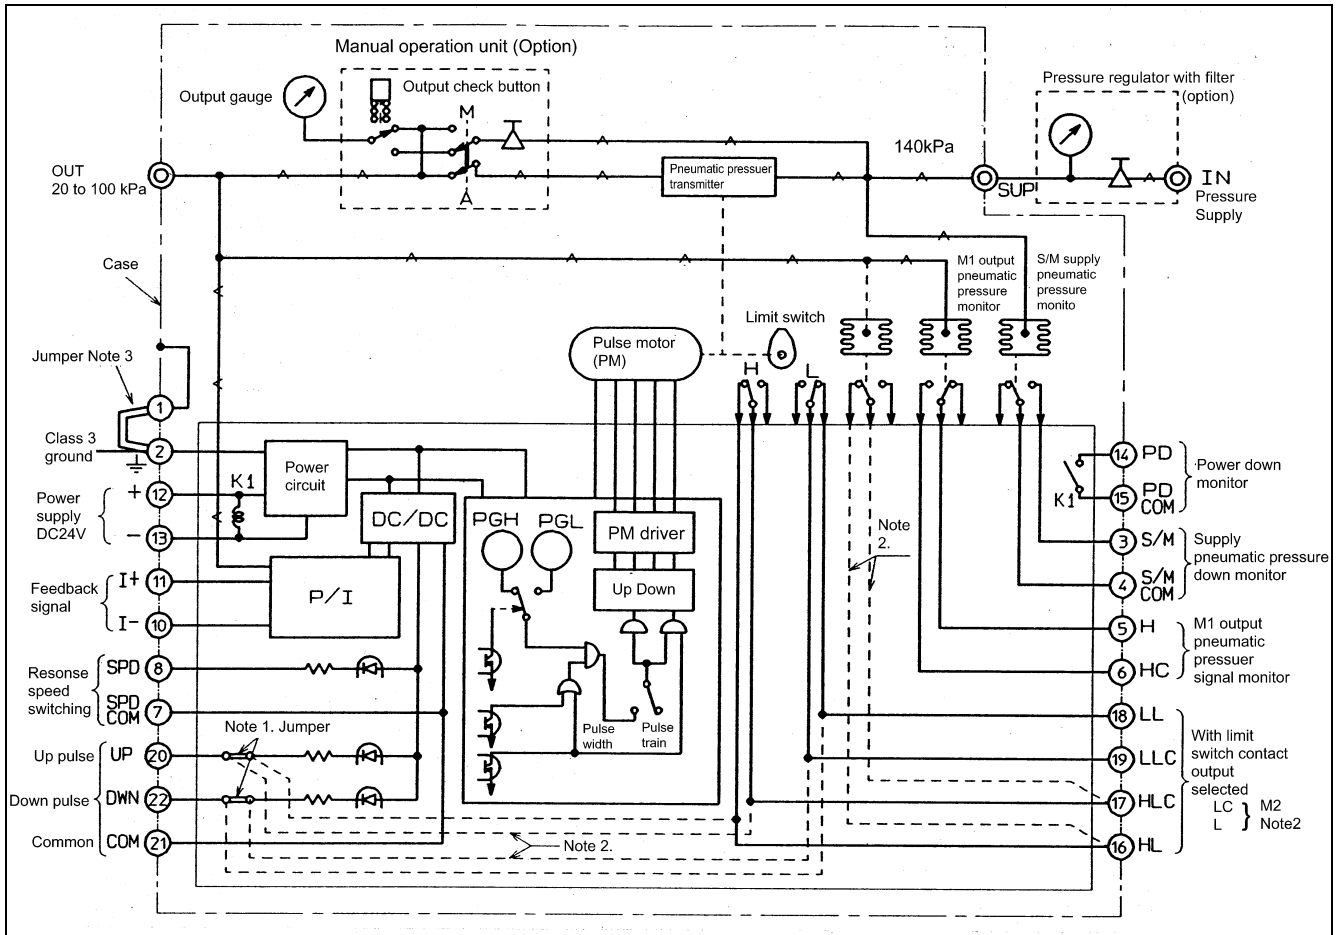 Manual operation unit (Option)
Output gauge
Output check button
M
A
OUT
20 to 100 kPa
Pneumatic pressuer
transmitter
140kPa
Pressure regulator with filter
(option)
SUP
IN
Pressure
Supply
Case
M1 output
pneumatic
pressure
monitor
S/M supply
pneumatic
pressure
monito
Limit switch
Pulse motor
(PM)
H
L
Jumper Note 3
1
Class 3
ground
2
Power
supply
DC24V
+
12
−
13
K1
Power
circuit
DC/DC
Feedback
signal
I+
11
I−
10
P/I
Resonse
speed
switching
SPD
8
SPD
COM
7
Note 1. Jumper
Up pulse
UP
20
Down pulse
DWN
22
Common
COM
21
PGH
PGL
PM driver
Up Down
Pulse
width
Pulse
train
Note
2.
Note 2.
K1
14
PD
15
PD
COM
Power down
monitor
3
S/M
4
S/M
COM
Supply
pneumatic pressure
down monitor
5
H
6
HC
M1 output
pneumatic
pressuer
signal monitor
18
LL
19
LLC
17
HLC
16
HL
With limit
switch contact
output
selected
LC
L
}
M2
Note2